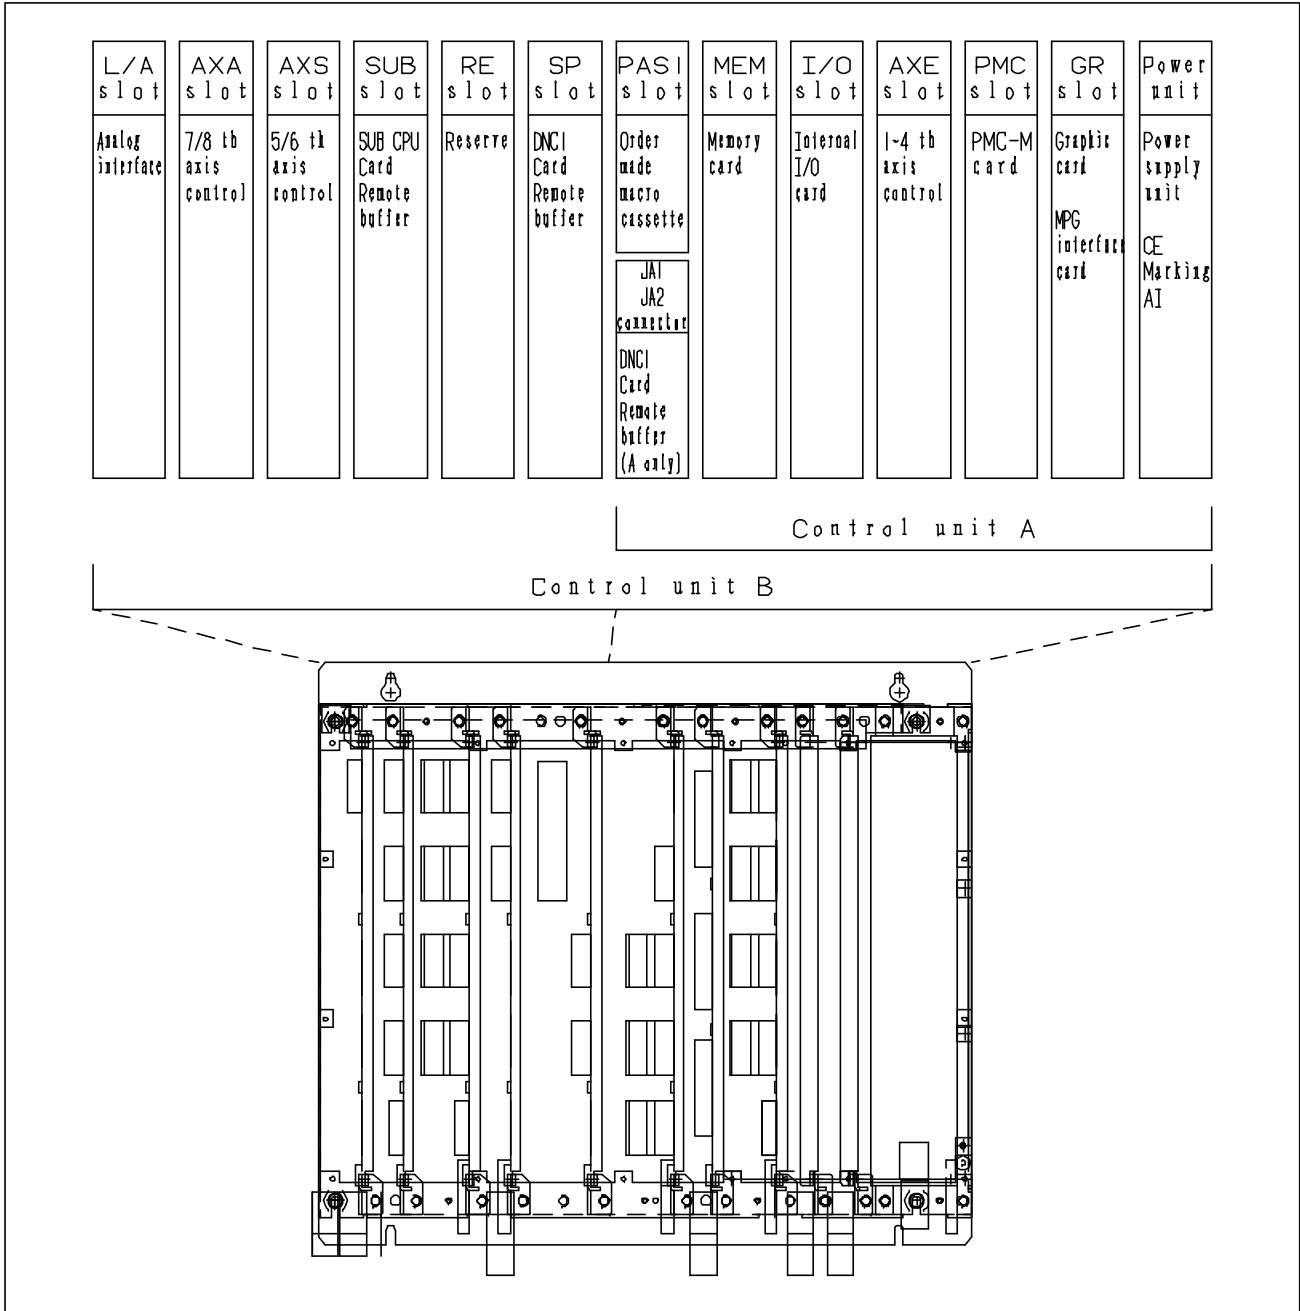 L/A
slot
Analog
interface
AXA
slot
7/8 th
axis
control
AXS
slot
5/6 th
axis
control
SUB
slot
SUB CPU
Card
Remote
buffer
RE
slot
Reserve
SP
slot
DNC1
Card
Remote
buffer
PAS1
slot
Order
made
macro
cassette
JA1
JA2
connector
DNC1
Card
Remote
buffer
(A only)
MEM
slot
Memory
card
I/O
slot
Internal
I/O
card
AXE
slot
1~4 th
axis
control
PMC
slot
PMC-M
card
GR
slot
Graphic
card
MPG
interface
card
Power
unit
Power
supply
unit
CE
Marking
AI
Control unit A
Control unit B